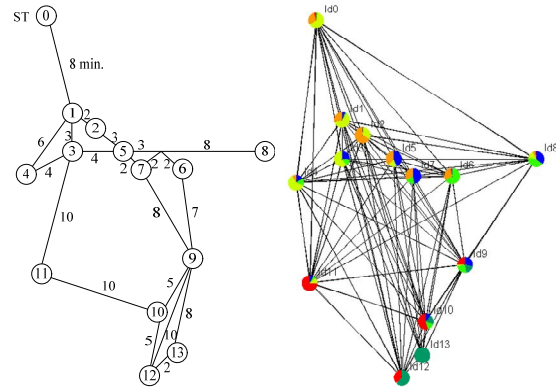 ST 0
8 min.
1 2
2
6 3 3 3 8
3 4 5 8
4 4 2 7 2 2 6
10 8 7
9
11 10 5
10 8
5 10
13
12 2
Id0
Id1
Id2
Id5
Id7
Id6
Id8
Id9
Id11
Id10
Id13
Id12